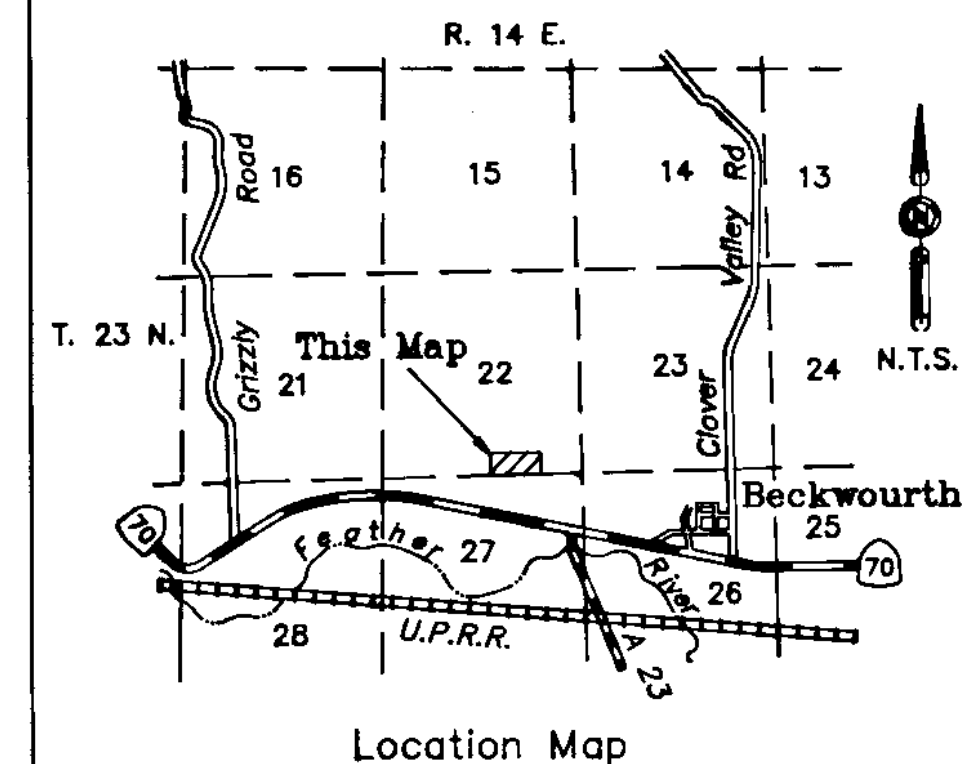 R. 14 E.
16
15
14
13
Road
Valley Rd
T. 23 N.
This Map
Grizzly
21
22
23
24
N.T.S.
Clover
Beckwourth
25
70
Feather
River
27
26
70
28
U.P.R.R.
A 23
Location Map